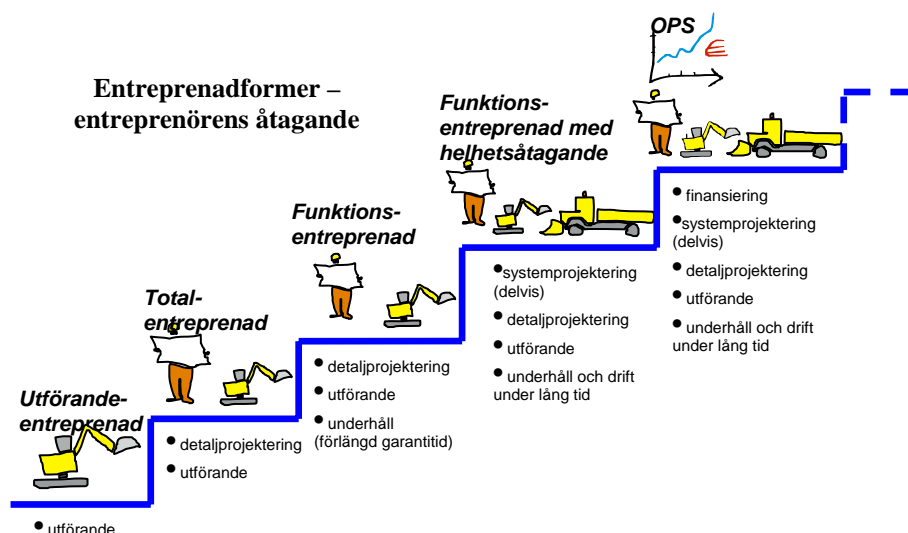 Entreprenadformer –
entreprenörens åtagande
Utförande-
entreprenad
• utförande
Total-
entreprenad
• detaljprojektering
• utförande
Funktions-
entreprenad
• detaljprojektering
• utförande
• underhåll
(förlängd garantitid)
Funktions-
entreprenad med
helhetsåtagande
• systemprojektering
(delvis)
• detaljprojektering
• utförande
• underhåll och drift
under lång tid
OPS
€
• finansiering
• systemprojektering
(delvis)
• detaljprojektering
• utförande
• underhåll och drift
under lång tid